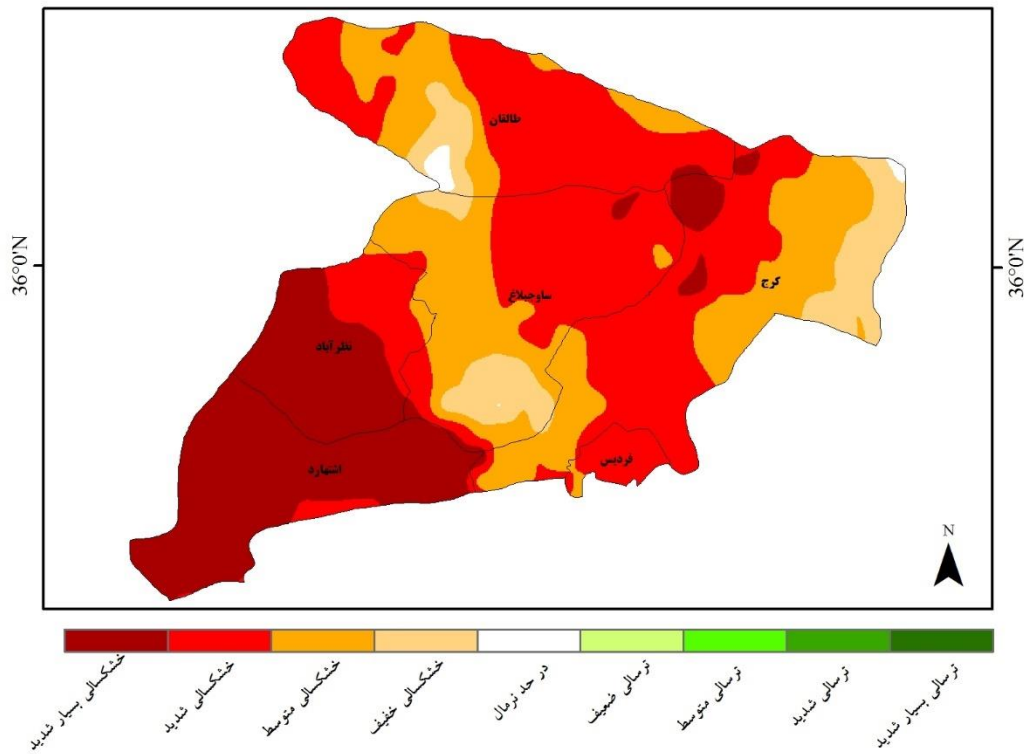 طالقان
36°0'N
36°0'N
کرج
ساوجبلاغ
نظرآباد
اشتهارد
فردیس
N
خشکسالی بسیار شدید
خشکسالی شدید
خشکسالی متوسط
خشکسالی خفیف
در حد نرمال
ترسالی ضعیف
ترسالی متوسط
ترسالی شدید
ترسالی بسیار شدید